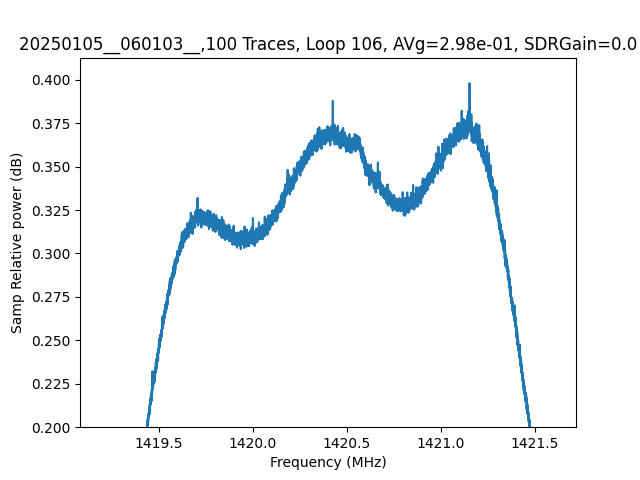 20250105__060103__,100 Traces, Loop 106, AVg=2.98e-01, SDRGain=0.0
0.400
0.375
0.350
0.325
0.300
0.275
0.250
0.225
0.200
Samp Relative power (dB)
1419.5 1420.0 1420.5 1421.0 1421.5
Frequency (MHz)